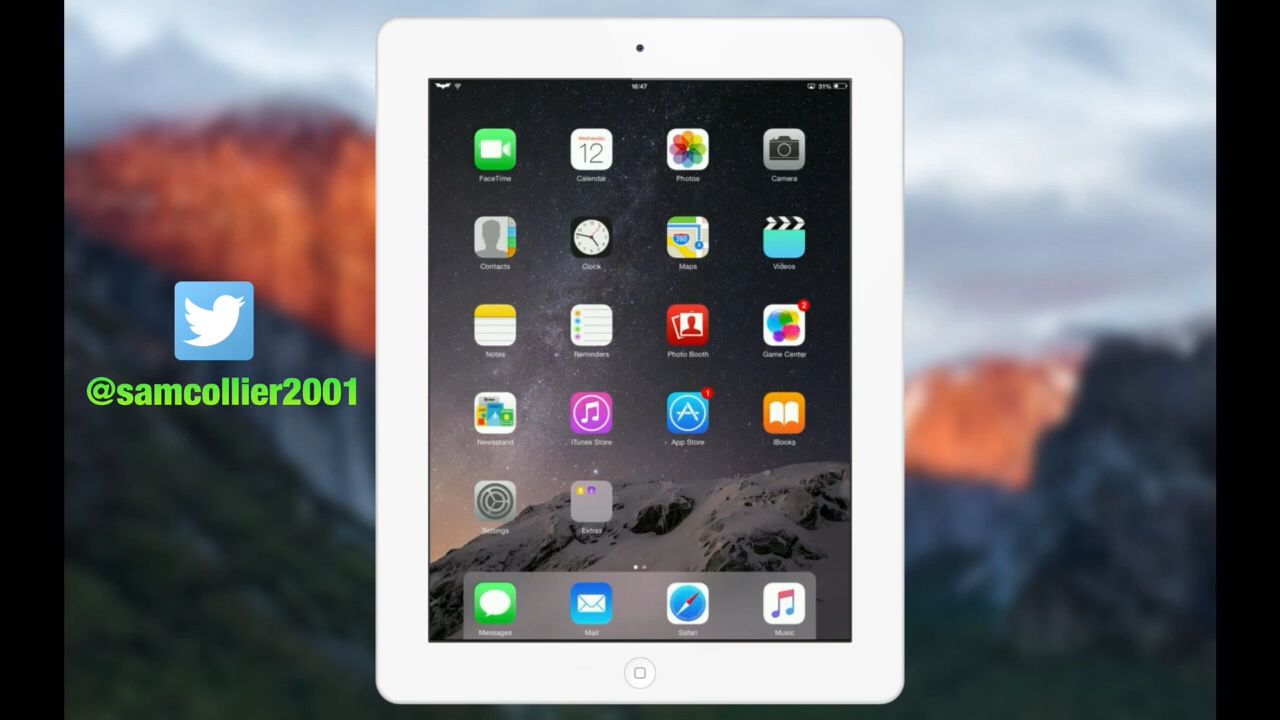 16:47
31%
FaceTime
Wednesday
12
Calendar
Photos
Camera
Contacts
Clock
280
Maps
Videos
Notes
Reminders
Photo Booth
2
Game Center
Newsstand
iTunes Store
1
App Store
iBooks
Settings
Extras
Messages
Mail
Safari
Music
@samcollier2001